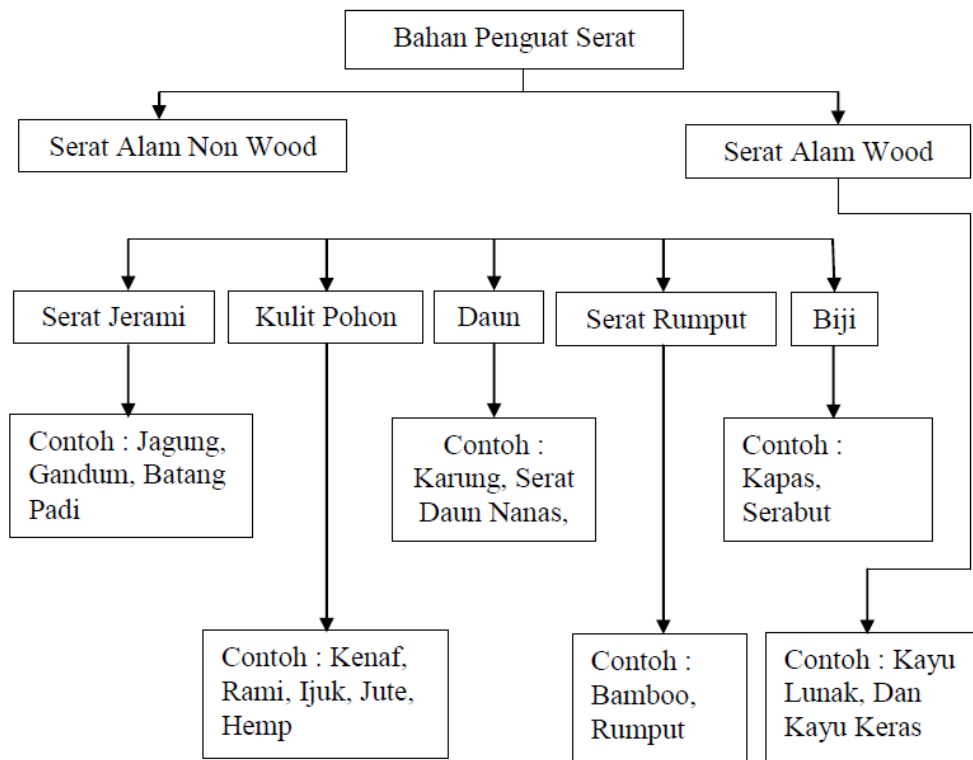 Bahan Penguat Serat
Serat Alam Non Wood
Serat Alam Wood
Serat Jerami
Kulit Pohon
Daun
Serat Rumput
Biji
Contoh : Jagung,
Gandum, Batang
Padi
Contoh :
Karung, Serat
Daun Nanas,
Contoh :
Kapas,
Serabut
Contoh : Kenaf,
Rami, Ijuk, Jute,
Hemp
Contoh :
Bamboo,
Rumput
Contoh : Kayu
Lunak, Dan
Kayu Keras